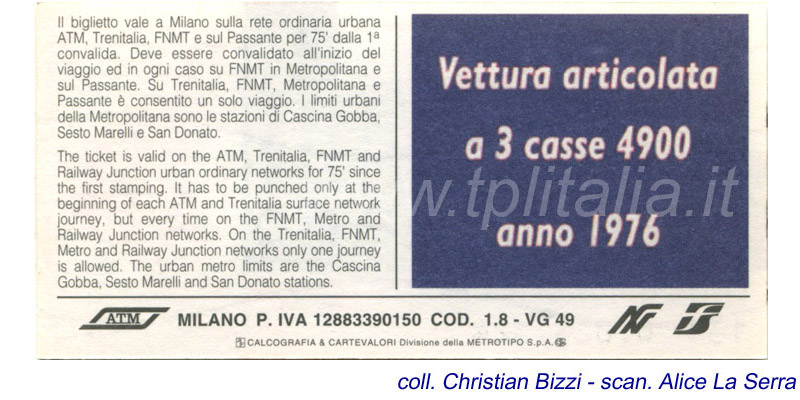 Il biglietto vale a Milano sulla rete ordinaria urbana
ATM, Trenitalia, FNMT e sul Passante per 75' dalla 1ª
convalida. Deve essere convalidato all'inizio del
viaggio ed in ogni caso su FNMT in Metropolitana e
sul Passante. Su Trenitalia, FNMT, Metropolitana e
Passante è consentito un solo viaggio. I limiti urbani
della Metropolitana sono le stazioni di Cascina Gobba,
Sesto Marelli e San Donato.
The ticket is valid on the ATM, Trenitalia, FNMT and
Railway Junction urban ordinary networks for 75' since
the first stamping. It has to be punched only at the
beginning of each ATM and Trenitalia surface network
journey, but every time on the FNMT, Metro and
Railway Junction networks. On the Trenitalia, FNMT,
Metro and Railway Junction networks only one journey
is allowed. The urban metro limits are the Cascina
Gobba, Sesto Marelli and San Donato stations.
Vettura articolata
a 3 casse 4900
anno 1976
www.tplitalia.it
ATM MILANO P. IVA 12883390150 COD. 1.8 - VG 49
CALCOGRAFIA & CARTEVALORI Divisione della METROTIPO S.p.A.
coll. Christian Bizzi - scan. Alice La Serra